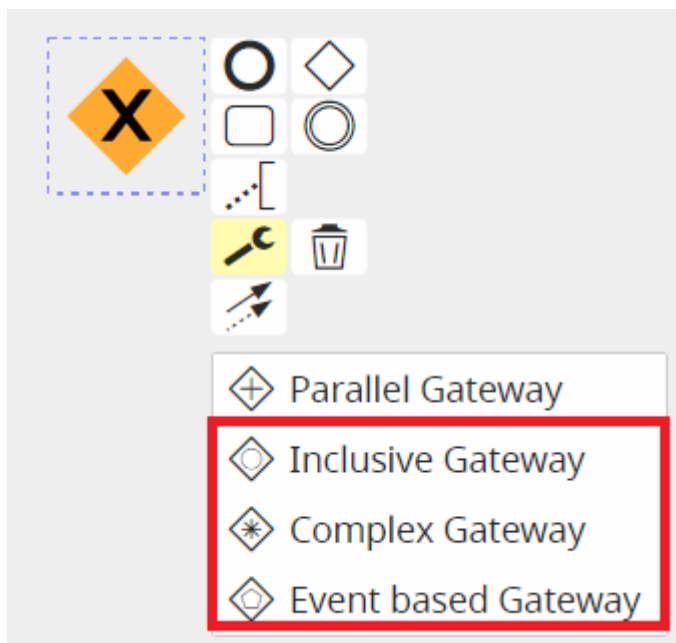 X
Parallel Gateway
Inclusive Gateway
Complex Gateway
Event based Gateway